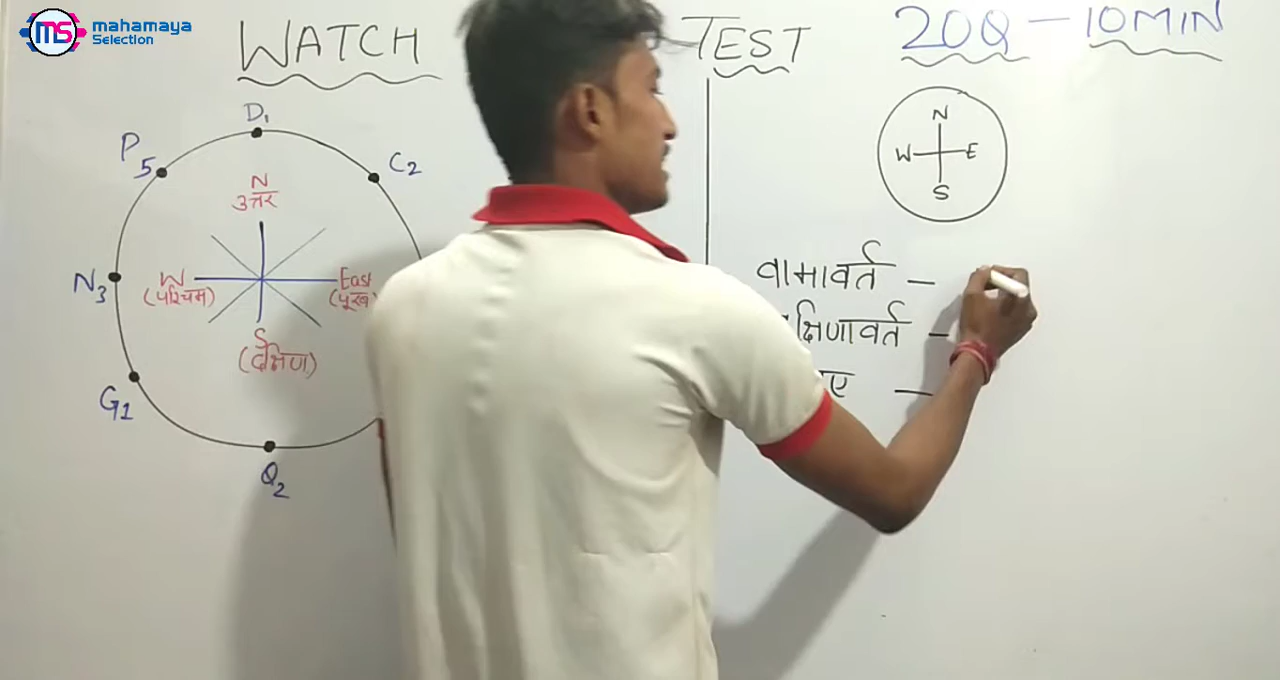 MS mahamaya
Selection
WATCH TEST
20Q – 10MIN
D1
P5
C2
N
उत्तर
N3
W
(पश्चिम)
East
(पूरब)
S
(दक्षिण)
G1
Q2
N
W E
S
वामावर्त –
क्षिणावर्त –
ए –